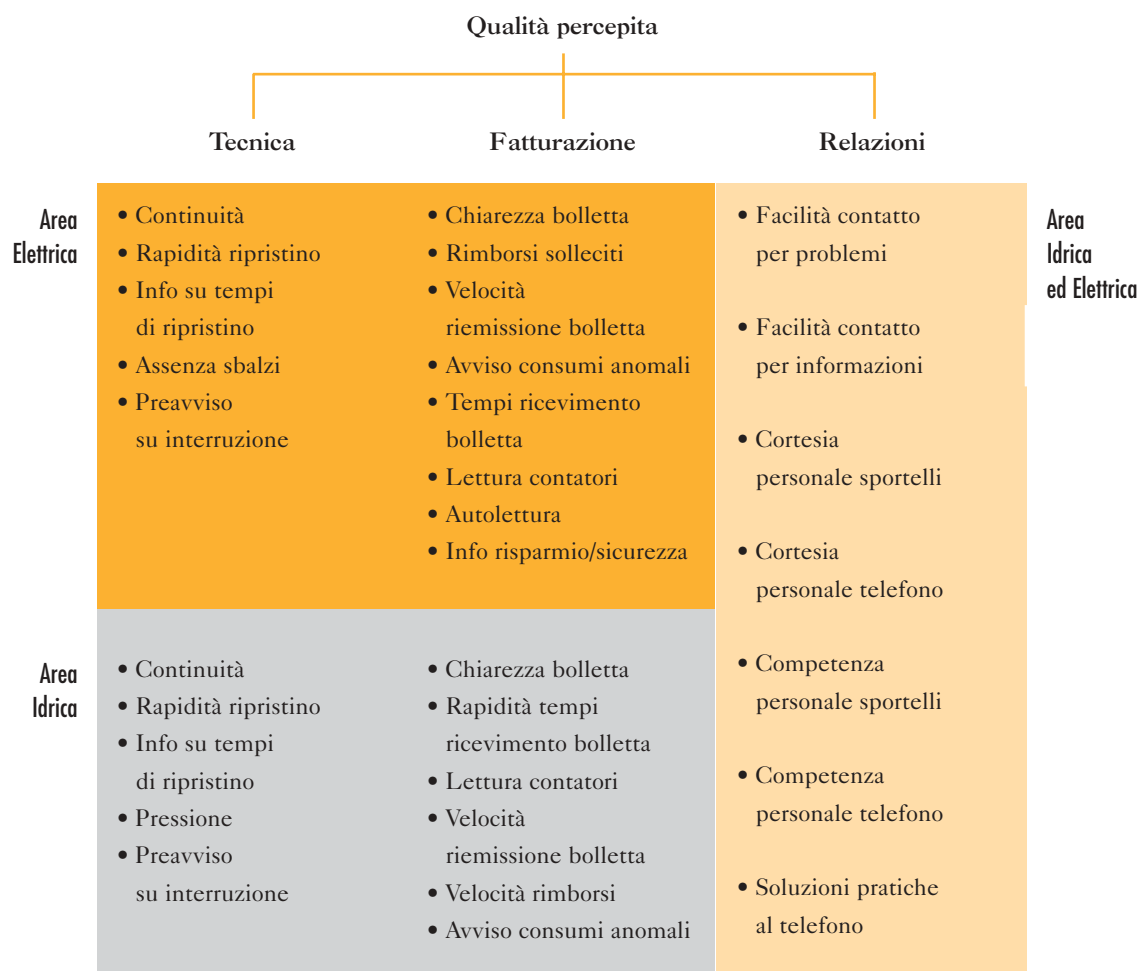 Qualità percepita
Tecnica
Fatturazione
Relazioni
Area
Elettrica
• Continuità
• Rapidità ripristino
• Info su tempi
di ripristino
• Assenza sbalzi
• Preavviso
su interruzione
• Chiarezza bolletta
• Rimborsi solleciti
• Velocità
riemissione bolletta
• Avviso consumi anomali
• Tempi ricevimento
bolletta
• Lettura contatori
• Autolettura
• Info risparmio/sicurezza
• Facilità contatto
per problemi
• Facilità contatto
per informazioni
• Cortesia
personale sportelli
• Cortesia
personale telefono
• Competenza
personale sportelli
• Competenza
personale telefono
• Soluzioni pratiche
al telefono
Area
Idrica
ed Elettrica
Area
Idrica
• Continuità
• Rapidità ripristino
• Info su tempi
di ripristino
• Pressione
• Preavviso
su interruzione
• Chiarezza bolletta
• Rapidità tempi
ricevimento bolletta
• Lettura contatori
• Velocità
riemissione bolletta
• Velocità rimborsi
• Avviso consumi anomali